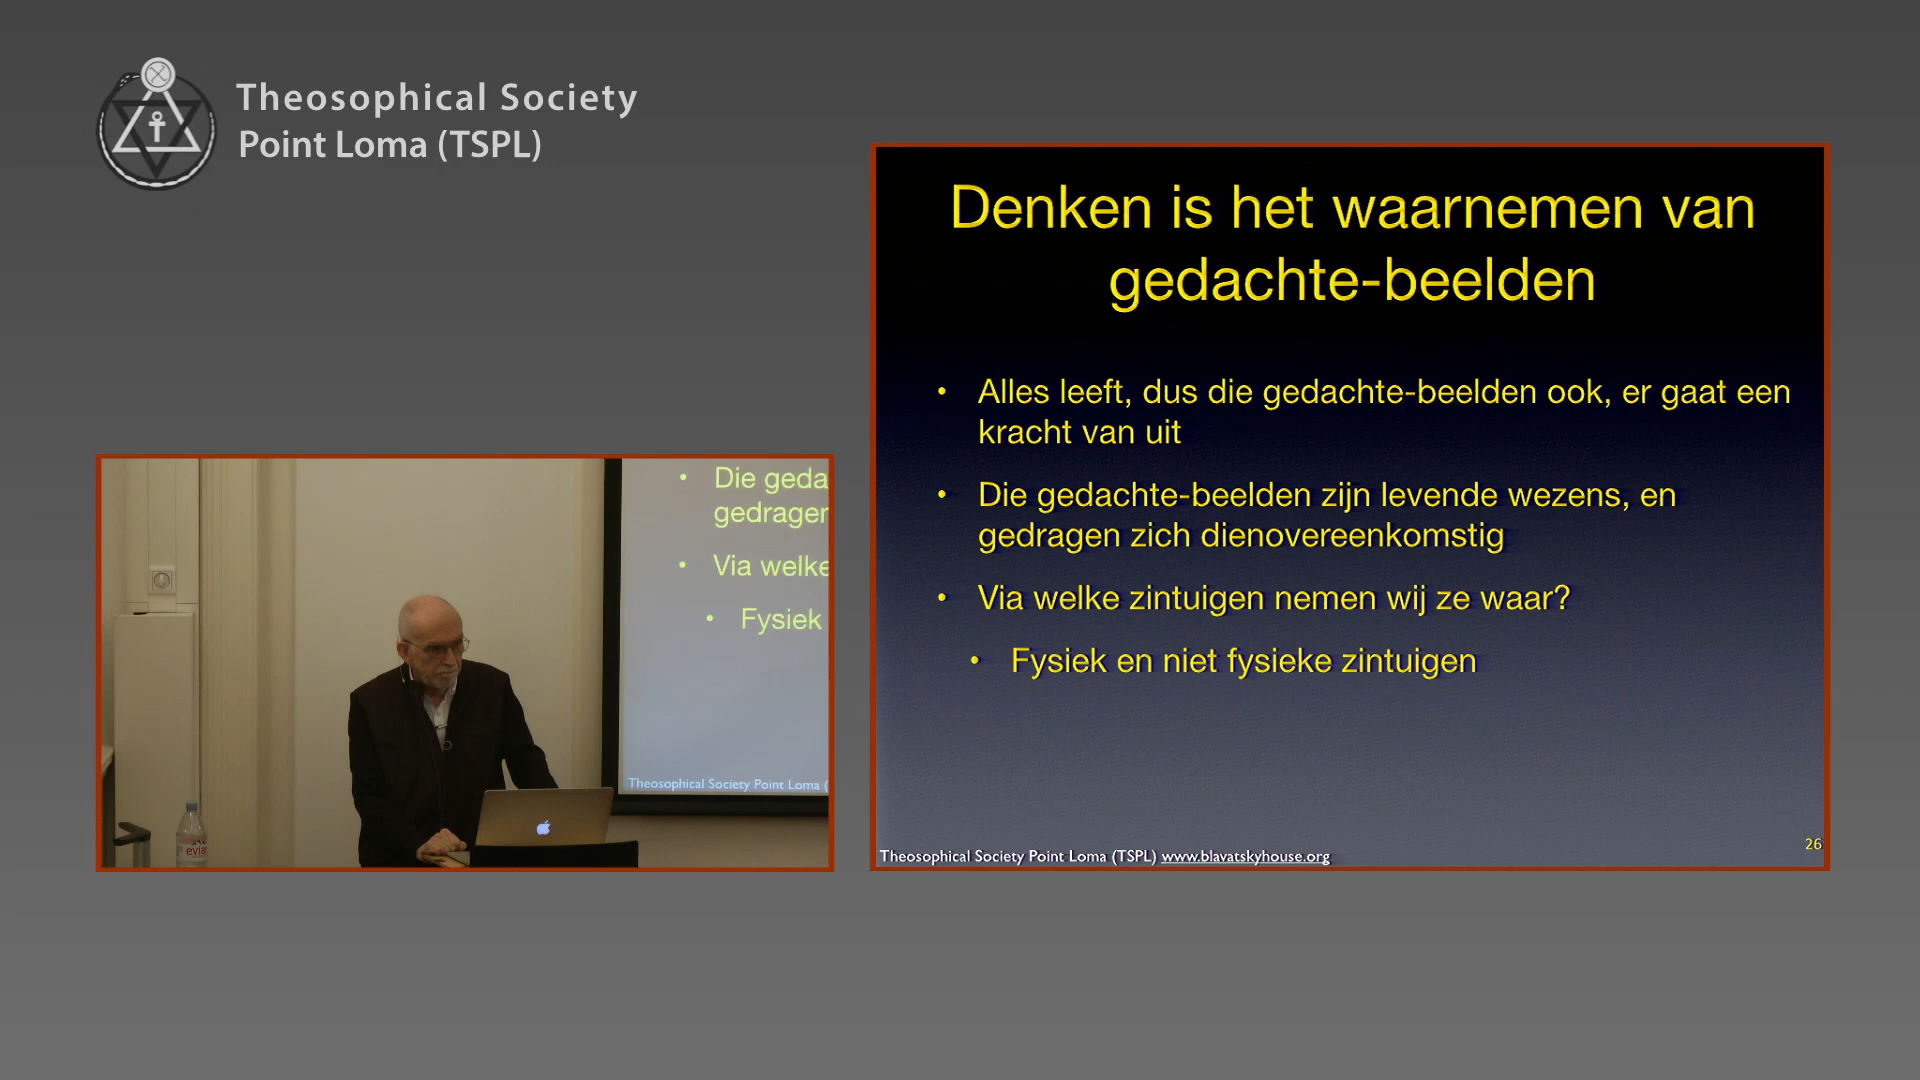 Theosophical Society
Point Loma (TSPL)
Denken is het waarnemen van
gedachte-beelden
• Alles leeft, dus die gedachte-beelden ook, er gaat een
kracht van uit
• Die gedachte-beelden zijn levende wezens, en
gedragen zich dienovereenkomstig
• Via welke zintuigen nemen wij ze waar?
• Fysiek en niet fysieke zintuigen
Theosophical Society Point Loma (TSPL) www.blavatskyhouse.org
26
• Die geda
gedragen
• Via welke
• Fysiek
Theosophical Society Point Loma (
evia